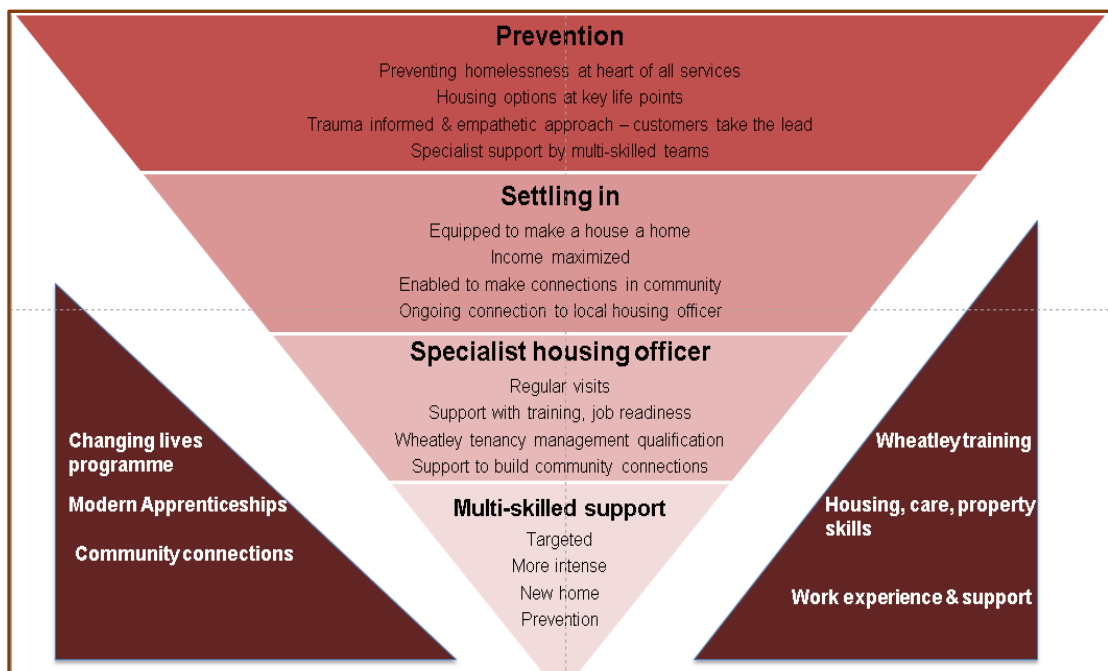 Prevention
Preventing homelessness at heart of all services
Housing options at key life points
Trauma informed & empathetic approach – customers take the lead
Specialist support by multi-skilled teams
Settling in
Equipped to make a house a home
Income maximized
Enabled to make connections in community
Ongoing connection to local housing officer
Specialist housing officer
Regular visits
Support with training, job readiness
Wheatley tenancy management qualification
Support to build community connections
Multi-skilled support
Targeted
More intense
New home
Prevention
Changing lives
programme
Modern Apprenticeships
Community connections
Wheatley training
Housing, care, property
skills
Work experience & support